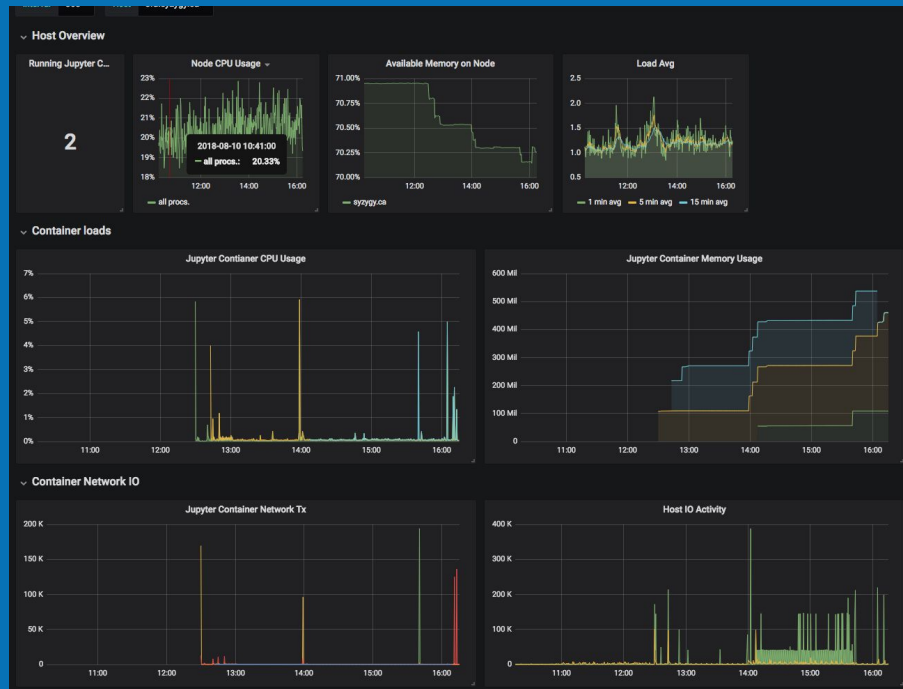 Host Overview
Running Jupyter C...
2
Node CPU Usage
23%
22%
21%
20%
19%
18%
2018-08-10 10:41:00
all procs.: 20.33%
12:00 14:00 16:00
all procs.
Available Memory on Node
71.00%
70.75%
70.50%
70.25%
70.00%
12:00 14:00 16:00
syzygy.ca
Load Avg
2.5
2.0
1.5
1.0
0.5
12:00 14:00 16:00
1 min avg 5 min avg 15 min avg
Container loads
Jupyter Contianer CPU Usage
7%
6%
5%
4%
3%
2%
1%
0%
11:00 12:00 13:00 14:00 15:00 16:00
Jupyter Container Memory Usage
600 Mil
500 Mil
400 Mil
300 Mil
200 Mil
100 Mil
0
11:00 12:00 13:00 14:00 15:00 16:00
Container Network IO
Jupyter Container Network Tx
200 K
150 K
100 K
50 K
0
11:00 12:00 13:00 14:00 15:00 16:00
Host IO Activity
400 K
300 K
200 K
100 K
0
11:00 12:00 13:00 14:00 15:00 16:00